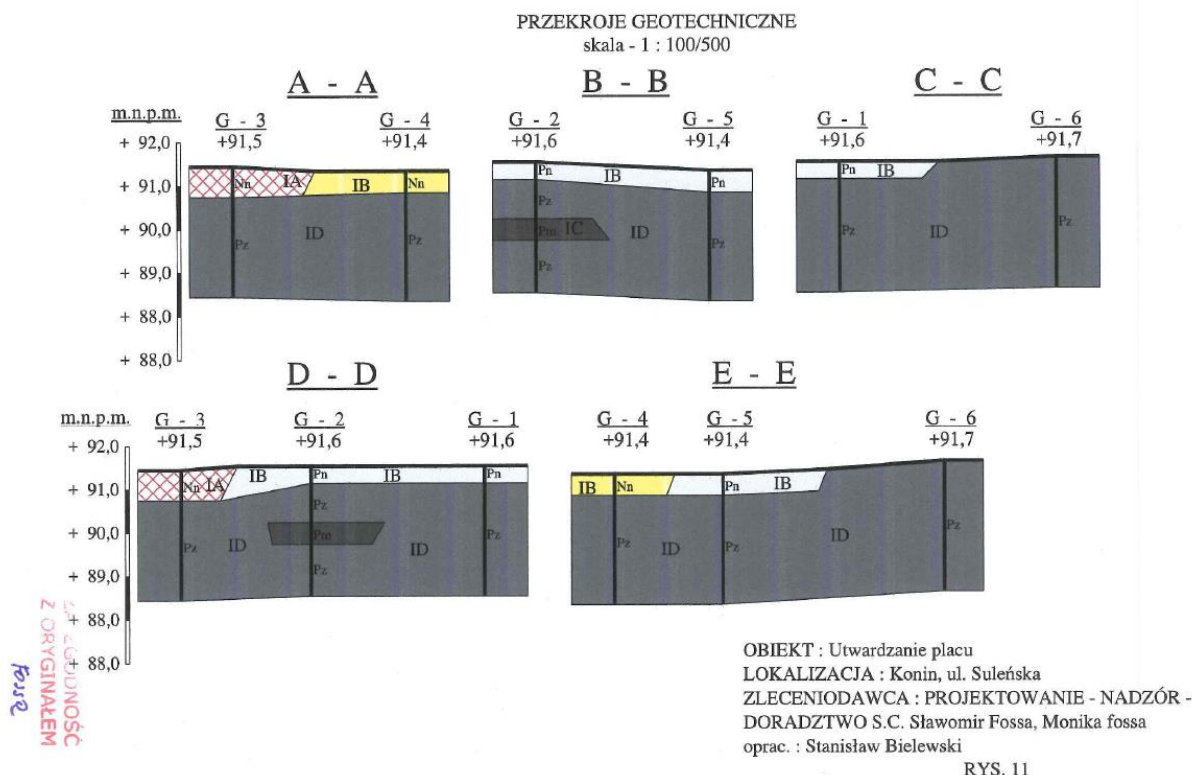 PRZEKROJE GEOTECHNICZNE
skala - 1 : 100/500
A - A
B - B
C - C
m.n.p.m.
G - 3
+91,5
G - 4
+91,4
G - 2
+91,6
G - 5
+91,4
G - 1
+91,6
G - 6
+91,7
+ 92,0
+ 91,0
+ 90,0
+ 89,0
+ 88,0
+ 88,0
Nn
IA
IB
Nn
Pz
ID
Pz
Pn
IB
Pn
Pz
Pm
IC
ID
Pz
Pz
Pn
IB
Pz
ID
Pz
D - D
E - E
m.n.p.m.
G - 3
+91,5
G - 2
+91,6
G - 1
+91,6
G - 4
+91,4
G - 5
+91,4
G - 6
+91,7
+ 92,0
+ 91,0
+ 90,0
+ 89,0
+ 88,0
+ 88,0
Nn
IA
IB
Pn
IB
Pn
Pz
Pz
ID
Pm
ID
Pz
Pz
IB
Nn
Pn
IB
Pz
ID
Pz
ID
Pz
ZGODNOŚĆ
Z ORYGINAŁEM
Fossa
OBIEKT : Utwardzanie placu
LOKALIZACJA : Konin, ul. Suleńska
ZLECENIODAWCA : PROJEKTOWANIE - NADZÓR -
DORADZTWO S.C. Sławomir Fossa, Monika fossa
oprac. : Stanisław Bielewski
RYS. 11